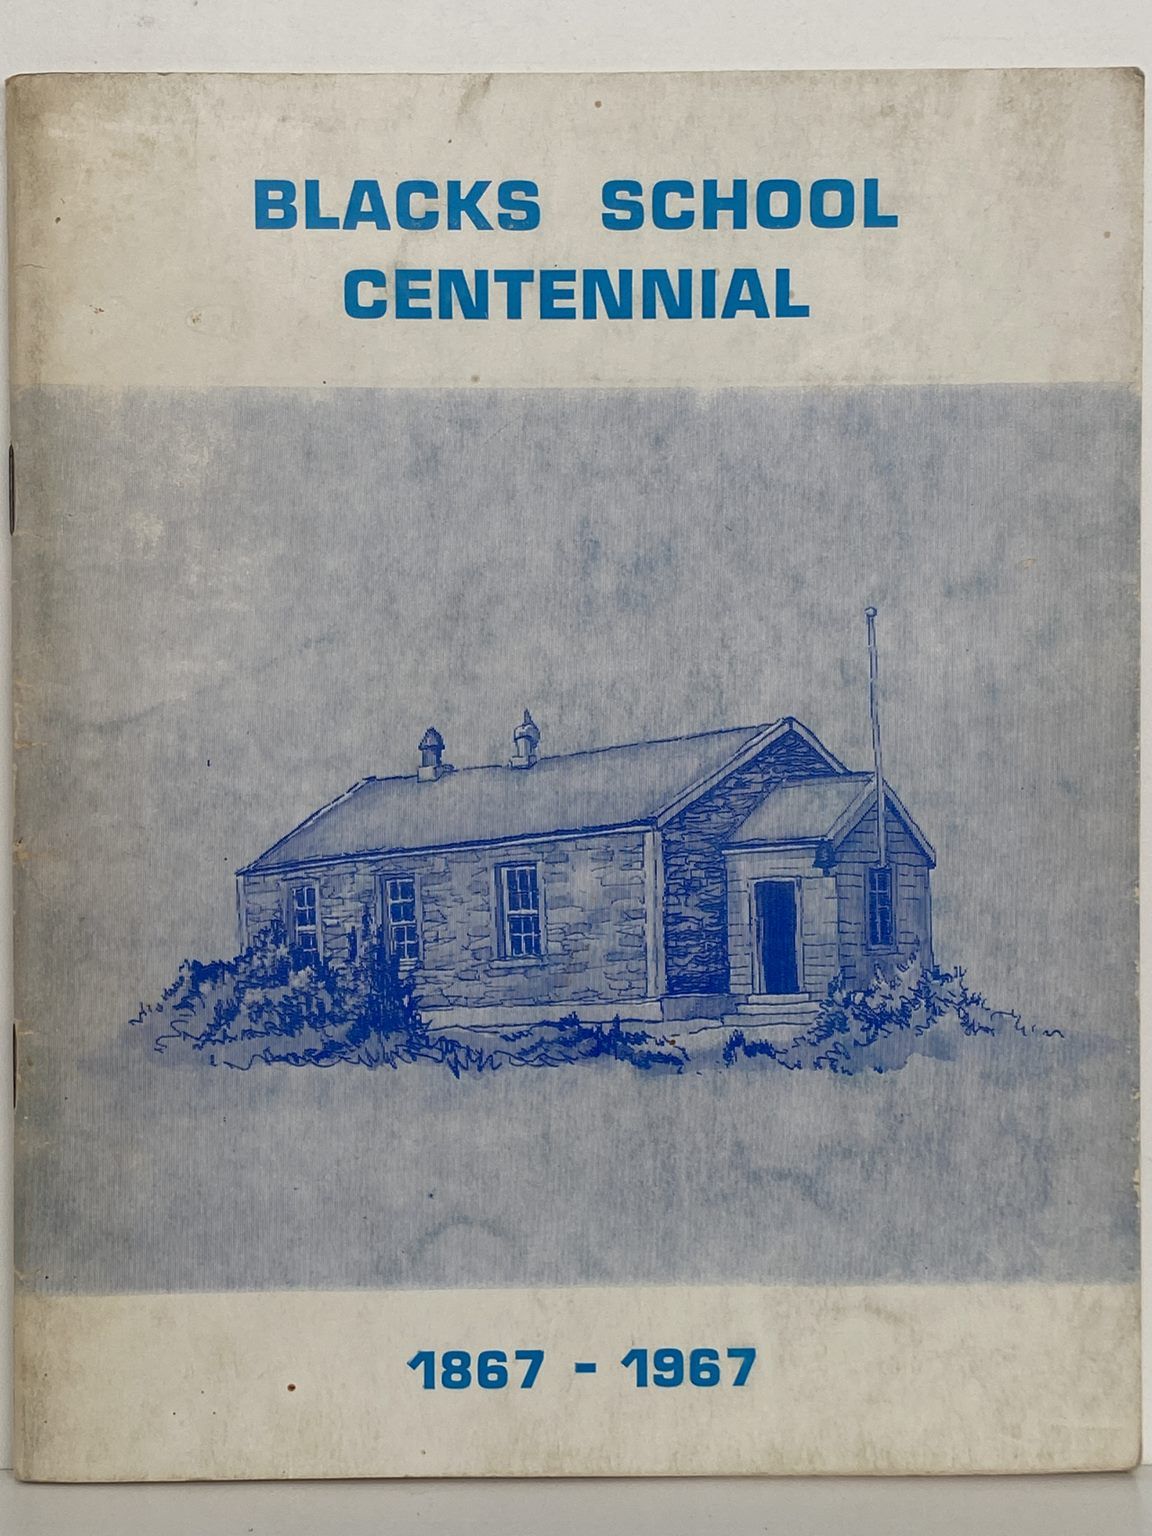 BLACKS SCHOOL
CENTENNIAL
1867 - 1967